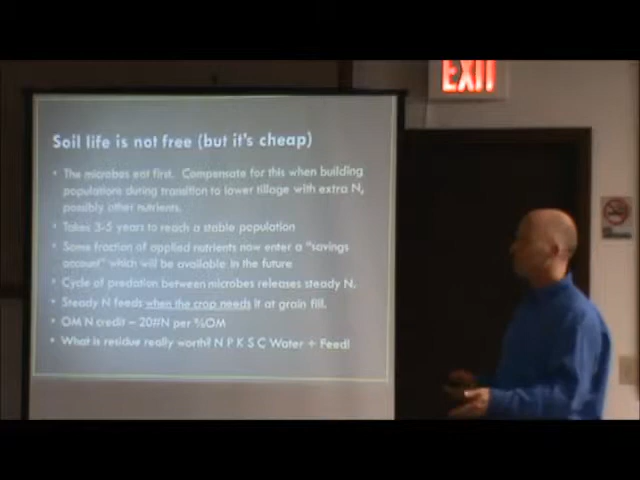 EXIT
Soil life is not free (but it's cheap)
• The microbes eat first. Compensate for this when building
populations during transition to lower tillage with extra N,
possibly other nutrients.
• Takes 3-5 years to reach a stable population
• Some fraction of applied nutrients now enter a "savings
account" which will be available in the future
• Cycle of predation between microbes releases steady N.
• Steady N feeds when the crop needs it at grain fill.
• OM N credit – 20#N per %OM
• What is residue really worth? N P K S C Water + Feed!